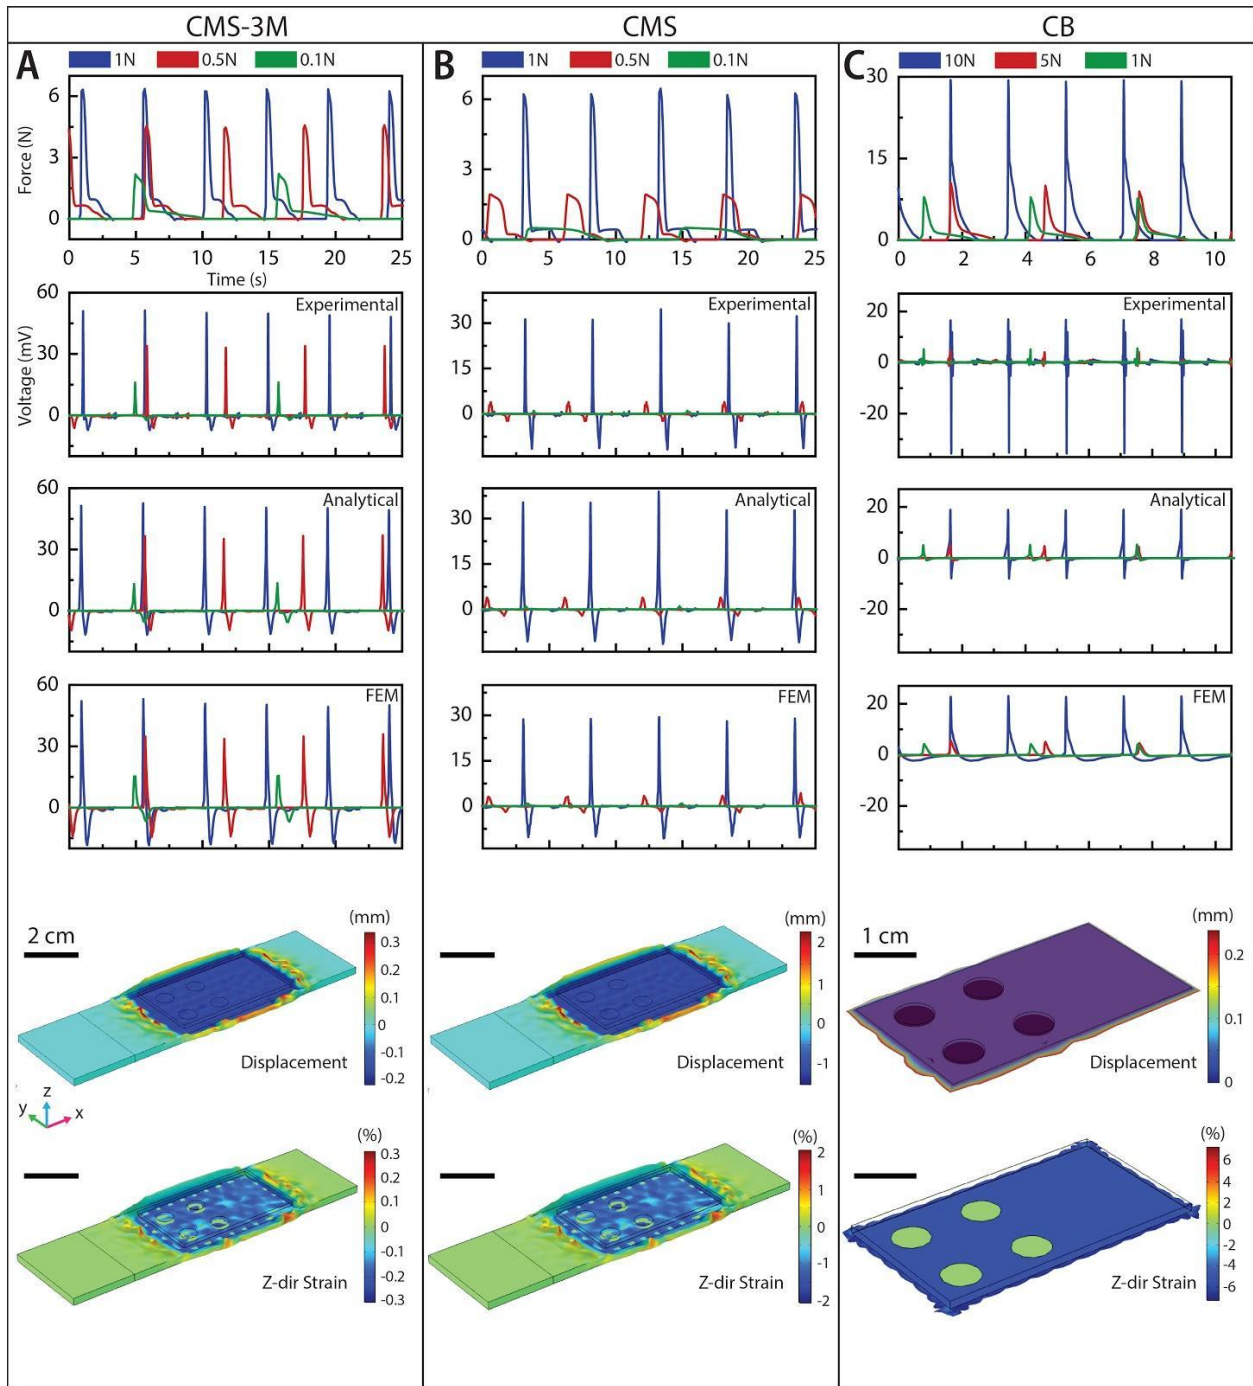 CMS-3M
CMS
CB
A
1N 0.5N 0.1N
6
3
0
Force (N)
0 5 10 15 20 25
Time (s)
B
1N 0.5N 0.1N
6
3
0
0 5 10 15 20 25
C
10N 5N 1N
30
15
0
0 2 4 6 8 10
Experimental
60
30
0
Voltage (mV)
Experimental
30
15
0
Experimental
20
0
-20
Analytical
60
30
0
Analytical
30
15
0
Analytical
20
0
-20
FEM
60
30
0
FEM
30
15
0
FEM
20
0
-20
2 cm
(mm)
0.3
0.2
0.1
0
-0.1
-0.2
Displacement
(mm)
2
1
0
-1
Displacement
1 cm
(mm)
0.2
0.1
0
Displacement
z
y
x
(%)
0.3
0.2
0.1
0
-0.1
-0.2
-0.3
Z-dir Strain
(%)
2
1
0
-1
-2
Z-dir Strain
(%)
6
4
2
0
-2
-4
-6
Z-dir Strain